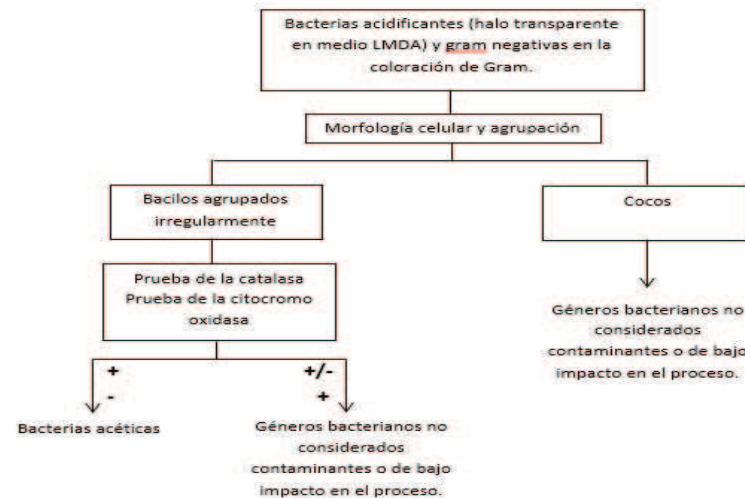 Bacterias acidificantes (halo transparente
en medio LMDA) y gram negativas en la
coloración de Gram.
Morfología celular y agrupación
Bacilos agrupados
irregularmente
Cocos
Prueba de la catalasa
Prueba de la citocromo
oxidasa
Géneros bacterianos no
considerados
contaminantes o de bajo
impacto en el proceso.
+
-
+/-
+
Bacterias acéticas
Géneros bacterianos no
considerados
contaminantes o de bajo
impacto en el proceso.